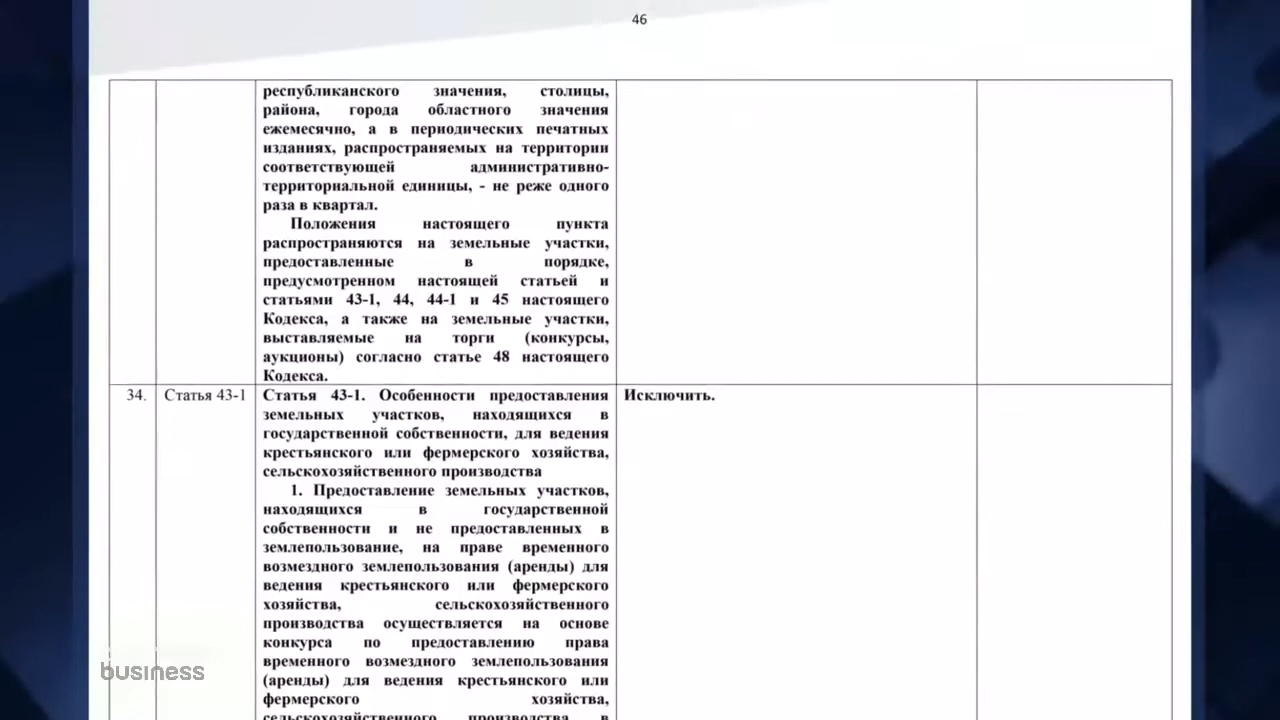 46
республиканского значения, столицы,
района, города областного значения
ежемесячно, а в периодических печатных
изданиях, распространяемых на территории
соответствующей административно-
территориальной единицы, - не реже одного
раза в квартал.
Положения настоящего пункта
распространяются на земельные участки,
предоставленные в порядке,
предусмотренном настоящей статьей и
статьями 43-1, 44, 44-1 и 45 настоящего
Кодекса, а также на земельные участки,
выставляемые на торги (конкурсы,
аукционы) согласно статье 48 настоящего
Кодекса.
34.
Статья 43-1
Статья 43-1. Особенности предоставления
земельных участков, находящихся в
государственной собственности, для ведения
крестьянского или фермерского хозяйства,
сельскохозяйственного производства
1. Предоставление земельных участков,
находящихся в государственной
собственности и не предоставленных в
землепользование, на праве временного
возмездного землепользования (аренды) для
ведения крестьянского или фермерского
хозяйства, сельскохозяйственного
производства осуществляется на основе
конкурса по предоставлению права
временного возмездного землепользования
(аренды) для ведения крестьянского или
фермерского хозяйства,
сельскохозяйственного производства в
Исключить.
business